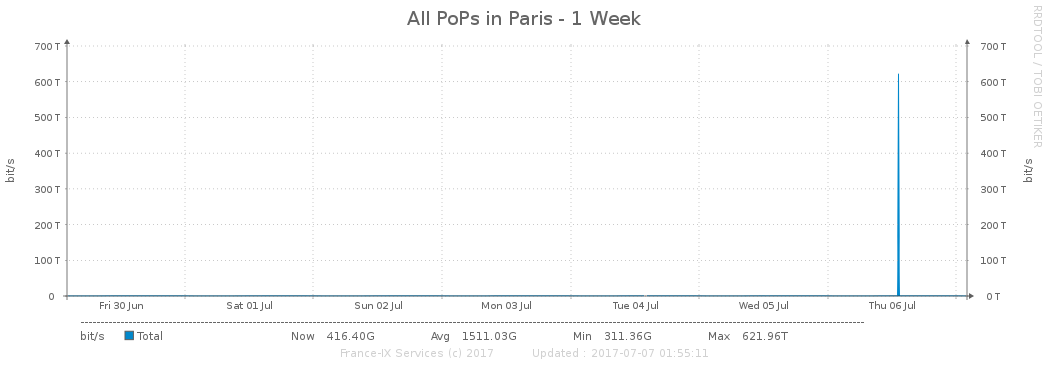 All PoPs in Paris - 1 Week
RRDTOOL / TOBI OETIKER
bit/s
700 T 700 T
600 T 600 T
500 T 500 T
400 T 400 T
300 T 300 T
200 T 200 T
100 T 100 T
0 0 T
bit/s
Fri 30 Jun Sat 01 Jul Sun 02 Jul Mon 03 Jul Tue 04 Jul Wed 05 Jul Thu 06 Jul
bit/s Total Now 416.40G Avg 1511.03G Min 311.36G Max 621.96T
France-IX Services (c) 2017 Updated : 2017-07-07 01:55:11